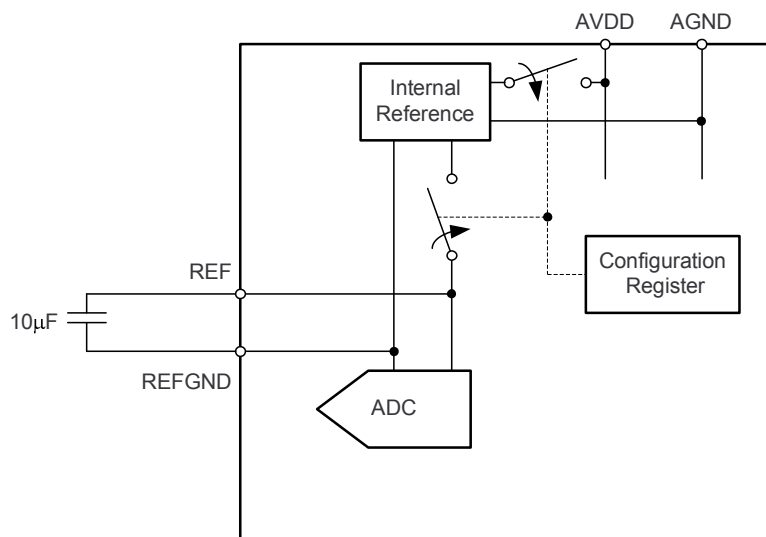 AVDD
AGND
Internal
Reference
Configuration
Register
REF
10μF
REFGND
ADC